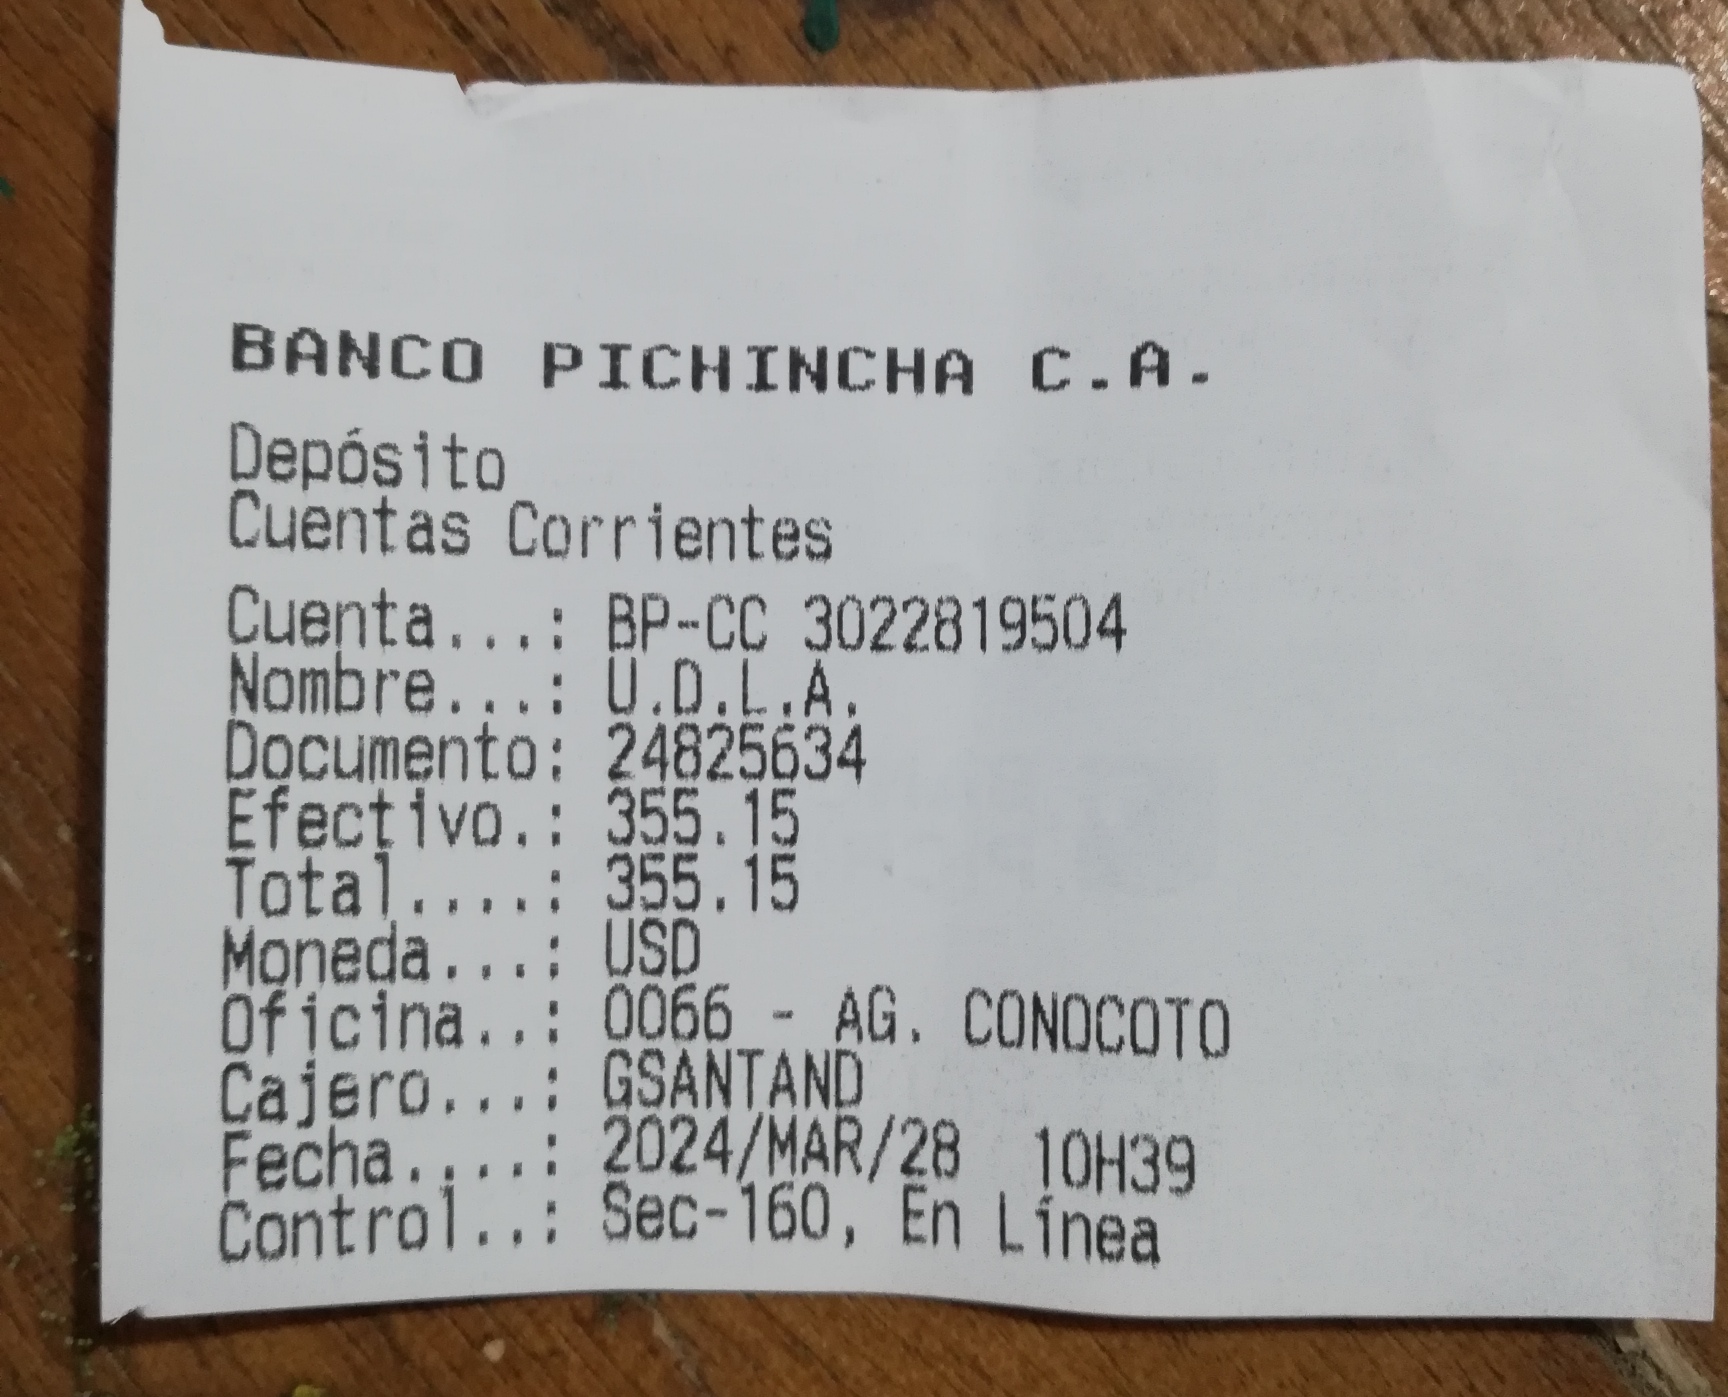 BANCO PICHINCHA C.A.
Depósito
Cuentas Corrientes
Cuenta...: BP-CC 3022819504
Nombre...: U.D.L.A.
Documento: 24825634
Efectivo.: 355.15
Total....: 355.15
Moneda...: USD
Oficina..: 0066 - AG. CONOCOTO
Cajero...: GSANTAND
Fecha....: 2024/MAR/28  10H39
Control..: Sec-160, En Línea